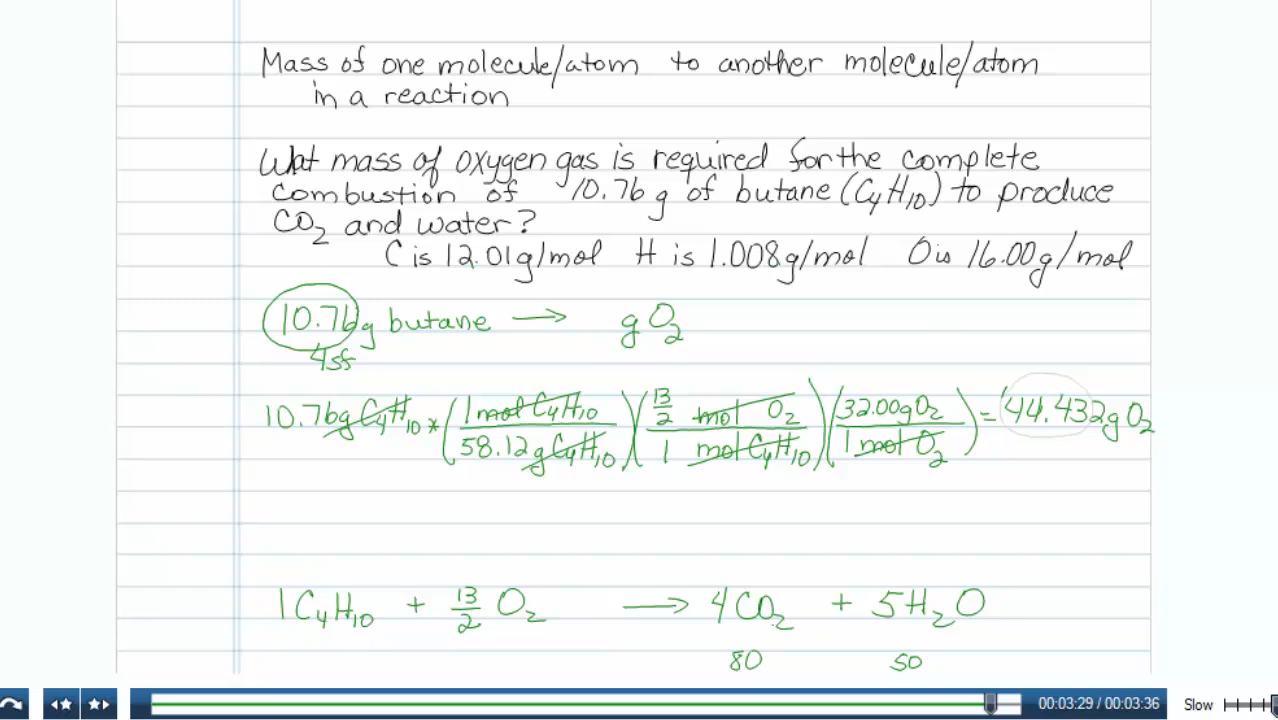 Mass of one molecule/atom to another molecule/atom
in a reaction
What mass of oxygen gas is required for the complete
combustion of 10.76 g of butane (C₄H₁₀) to produce
CO₂ and water?
C is 12.01g/mol H is 1.008g/mol O is 16.00g/mol
10.76g butane → g O₂
4sf
10.76g C₄H₁₀ * (1 mol C₄H₁₀ / 58.12 g C₄H₁₀)(13/2 mol O₂ / 1 mol C₄H₁₀)(32.00g O₂ / 1 mol O₂) = 44.432g O₂
1C₄H₁₀ + 13/2 O₂ → 4CO₂ + 5H₂O
80 50
00:03:29 / 00:03:36 Slow